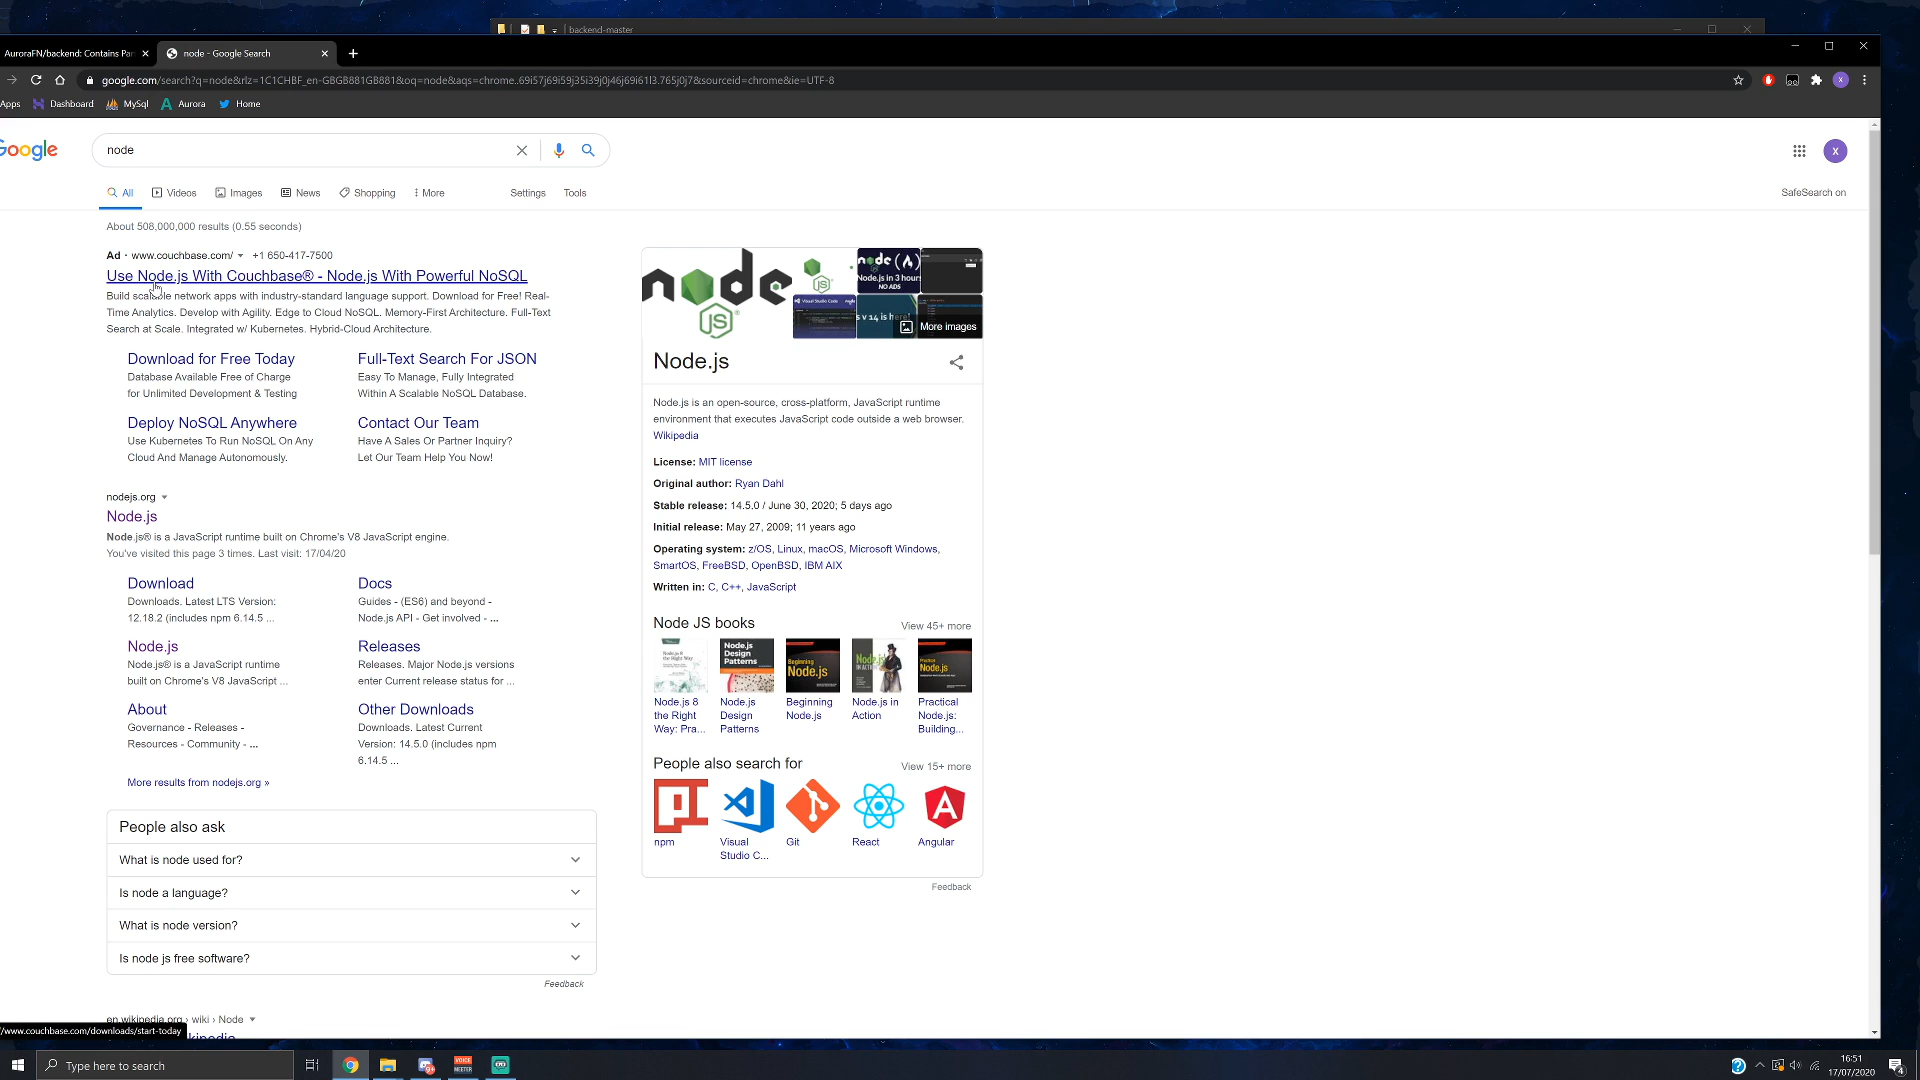 backend-master
AuroraFN/backend: Contains Par
node - Google Search
google.com/search?q=node&rlz=1C1CHBF_en-GBGB881GB881&oq=node&aqs=chrome..69i57j69i59j35i39j0j46j69i61l3.765j0j7&sourceid=chrome&ie=UTF-8
Apps Dashboard MySql Aurora Home
Google
node
X
All Videos Images News Shopping More Settings Tools
SafeSearch on
About 508,000,000 results (0.55 seconds)
Ad · www.couchbase.com/ +1 650-417-7500
Use Node.js With Couchbase® - Node.js With Powerful NoSQL
Build scalable network apps with industry-standard language support. Download for Free! Real-
Time Analytics. Develop with Agility. Edge to Cloud NoSQL. Memory-First Architecture. Full-Text
Search at Scale. Integrated w/ Kubernetes. Hybrid-Cloud Architecture.
Download for Free Today
Database Available Free of Charge
for Unlimited Development & Testing
Full-Text Search For JSON
Easy To Manage, Fully Integrated
Within A Scalable NoSQL Database.
Deploy NoSQL Anywhere
Use Kubernetes To Run NoSQL On Any
Cloud And Manage Autonomously.
Contact Our Team
Have A Sales Or Partner Inquiry?
Let Our Team Help You Now!
nodejs.org
Node.js
Node.js® is a JavaScript runtime built on Chrome's V8 JavaScript engine.
You've visited this page 3 times. Last visit: 17/04/20
Download
Downloads. Latest LTS Version:
12.18.2 (includes npm 6.14.5 ...
Docs
Guides - (ES6) and beyond -
Node.js API - Get involved - ...
Node.js
Node.js® is a JavaScript runtime
built on Chrome's V8 JavaScript ...
Releases
Releases. Major Node.js versions
enter Current release status for ...
About
Governance - Releases -
Resources - Community - ...
Other Downloads
Downloads. Latest Current
Version: 14.5.0 (includes npm
6.14.5 ...
More results from nodejs.org »
People also ask
What is node used for?
Is node a language?
What is node version?
Is node js free software?
Feedback
en.wikipedia.org › wiki › Node
/www.couchbase.com/downloads/start-today
node
JS
node
Node.js in 3 hour
NO ADS
Visual Studio Code
s v 14 is here!
More images
Node.js
Node.js is an open-source, cross-platform, JavaScript runtime
environment that executes JavaScript code outside a web browser.
Wikipedia
License: MIT license
Original author: Ryan Dahl
Stable release: 14.5.0 / June 30, 2020; 5 days ago
Initial release: May 27, 2009; 11 years ago
Operating system: z/OS, Linux, macOS, Microsoft Windows,
SmartOS, FreeBSD, OpenBSD, IBM AIX
Written in: C, C++, JavaScript
Node JS books
View 45+ more
Node.js 8
the Right
Way: Pra...
Node.js
Design
Patterns
Beginning
Node.js
Node.js in
Action
Practical
Node.js:
Building...
People also search for
View 15+ more
npm
Visual
Studio C...
Git
React
Angular
Feedback
Type here to search
VOICE
MEETER
16:51
17/07/2020
4